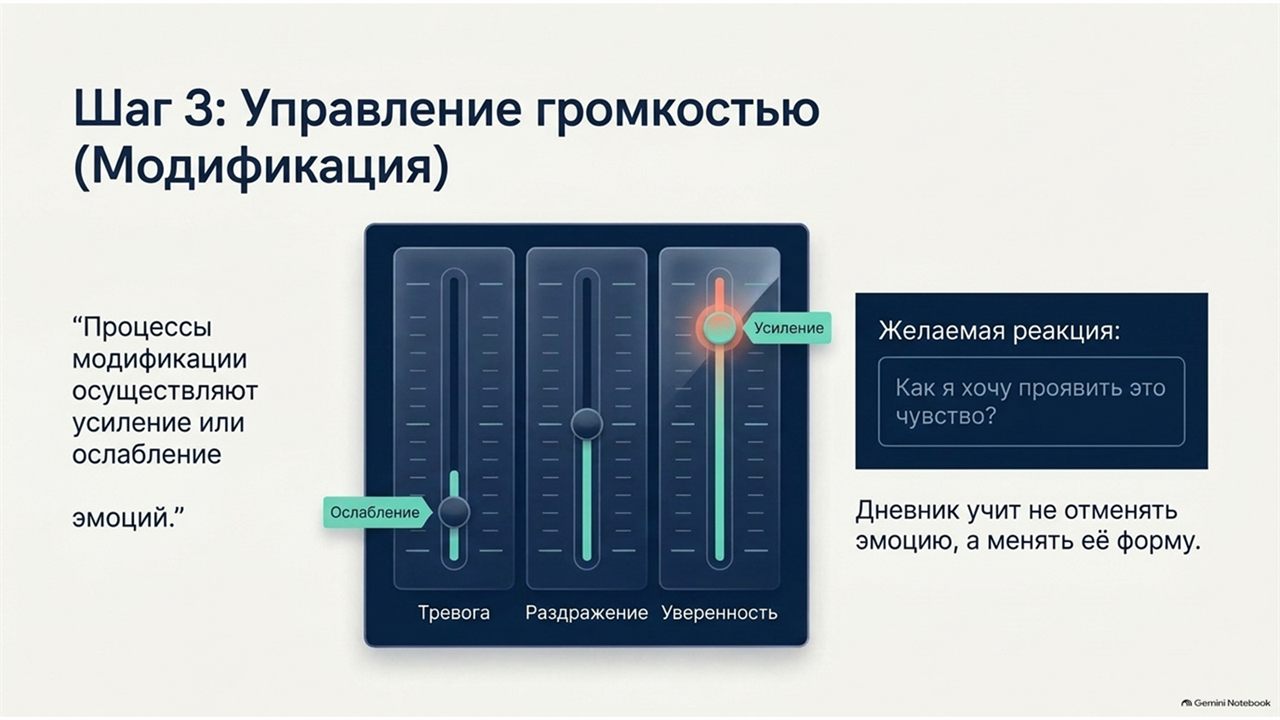 Шаг 3: Управление громкостью
(Модификация)
“Процессы
модификации
осуществляют
усиление или
ослабление
эмоций.”
Ослабление
Усиление
Тревога
Раздражение
Уверенность
Желаемая реакция:
Как я хочу проявить это
чувство?
Дневник учит не отменять
эмоцию, а менять её форму.
Gemini Notebook